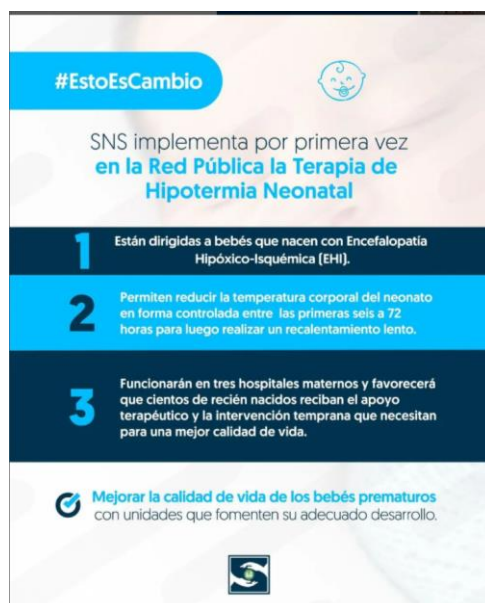 #EstoEsCambio
SNS implementa por primera vez
en la Red Pública la Terapia de
Hipotermia Neonatal
1
Están dirigidas a bebés que nacen con Encefalopatía
Hipóxico-Isquémica (EHI).
2
Permiten reducir la temperatura corporal del neonato
en forma controlada entre las primeras seis a 72
horas para luego realizar un recalentamiento lento.
3
Funcionarán en tres hospitales maternos y favorecerá
que cientos de recién nacidos reciban el apoyo
terapéutico y la intervención temprana que necesitan
para una mejor calidad de vida.
Mejorar la calidad de vida de los bebés prematuros
con unidades que fomenten su adecuado desarrollo.